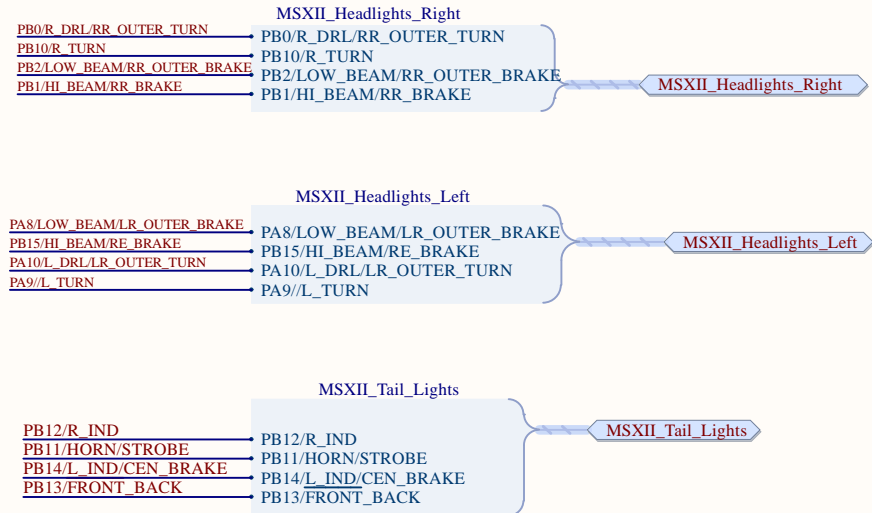 MSXII_Headlights_Right
PB0/R_DRL/RR_OUTER_TURN PB0/R_DRL/RR_OUTER_TURN
PB10/R_TURN PB10/R_TURN
PB2/LOW_BEAM/RR_OUTER_BRAKE PB2/LOW_BEAM/RR_OUTER_BRAKE
PB1/HI_BEAM/RR_BRAKE PB1/HI_BEAM/RR_BRAKE
MSXII_Headlights_Right
MSXII_Headlights_Left
PA8/LOW_BEAM/LR_OUTER_BRAKE PA8/LOW_BEAM/LR_OUTER_BRAKE
MSXII_Headlights_Left
PB15/HI_BEAM/RE_BRAKE PB15/HI_BEAM/RE_BRAKE
PA10/L_DRL/LR_OUTER_TURN PA10/L_DRL/LR_OUTER_TURN
PA9//L_TURN PA9//L_TURN
MSXII_Tail_Lights
MSXII_Tail_Lights
PB12/R_IND PB12/R_IND
PB11/HORN/STROBE PB11/HORN/STROBE
PB14/L_IND/CEN_BRAKE PB14/L_IND/CEN_BRAKE
PB13/FRONT_BACK PB13/FRONT_BACK